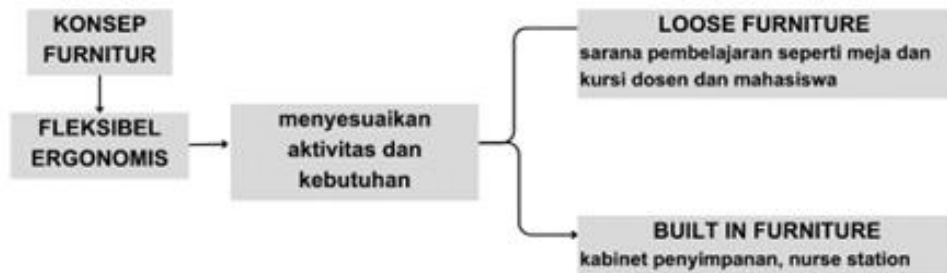 KONSEP
FURNITUR
FLEKSIBEL
ERGONOMIS
menyesuaikan
aktivitas dan
kebutuhan
LOOSE FURNITURE
sarana pembelajaran seperti meja dan
kursi dosen dan mahasiswa
BUILT IN FURNITURE
kabinet penyimpanan, nurse station